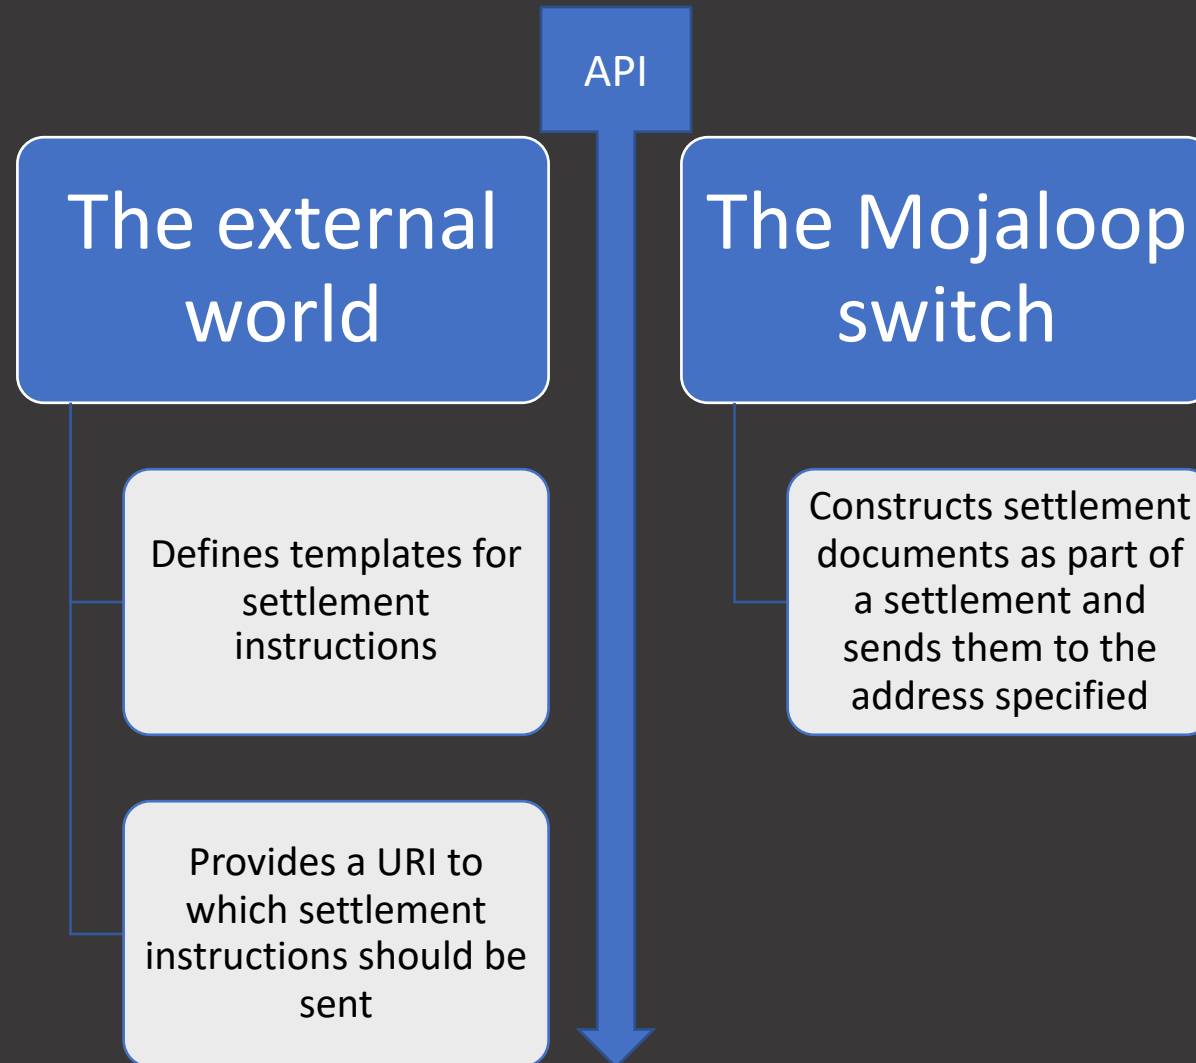 API
The external
world
Defines templates for
settlement
instructions
Provides a URI to
which settlement
instructions should be
sent
The Mojaloop
switch
Constructs settlement
documents as part of
a settlement and
sends them to the
address specified